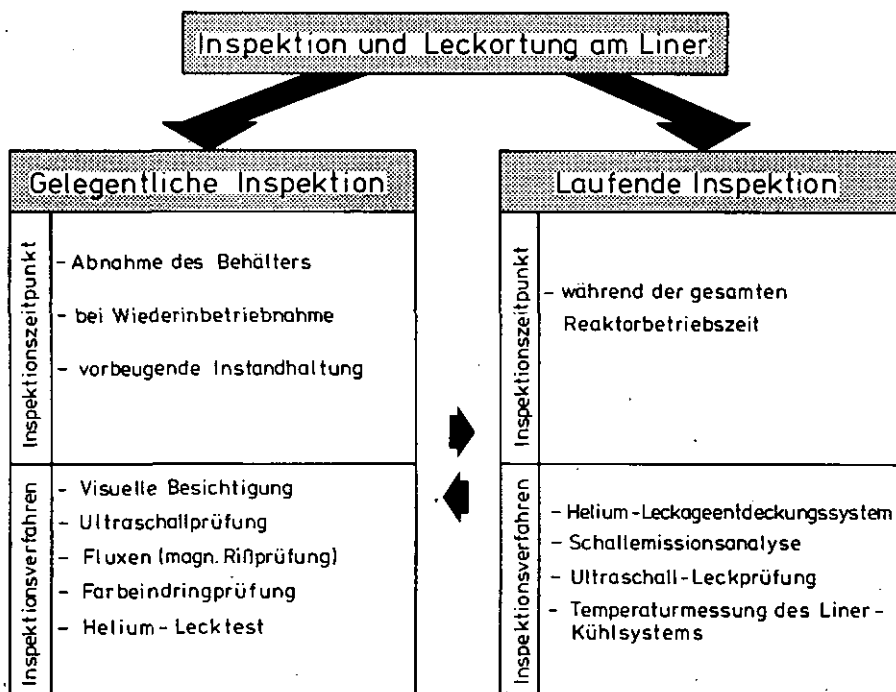 Inspektion und Leckortung am Liner
Gelegentliche Inspektion
Inspektionszeitpunkt
- Abnahme des Behälters
- bei Wiederinbetriebnahme
- vorbeugende Instandhaltung
Inspektionsverfahren
- Visuelle Besichtigung
- Ultraschallprüfung
- Fluxen (magn. Rißprüfung)
- Farbeindringprüfung
- Helium-Lecktest
Laufende Inspektion
Inspektionszeitpunkt
- während der gesamten
Reaktorbetriebszeit
Inspektionsverfahren
- Helium-Leckageentdeckungssystem
- Schallemissionsanalyse
- Ultraschall-Leckprüfung
- Temperaturmessung des Liner-
Kühlsystems